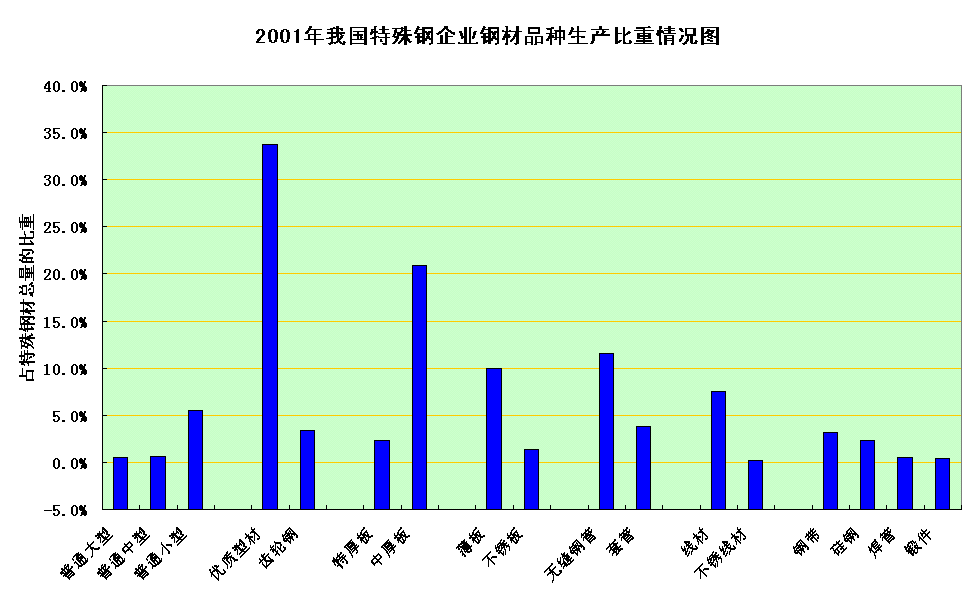 2001年我国特殊钢企业钢材品种生产比重情况图
占特殊钢材总量的比重
40.0%
35.0%
30.0%
25.0%
20.0%
15.0%
10.0%
5.0%
0.0%
-5.0%
普通大型
普通中型
普通小型
优质型材
齿轮钢
特厚板
中厚板
薄板
不锈板
无缝钢管
套管
线材
不锈线材
钢带
硅钢
焊管
锻件